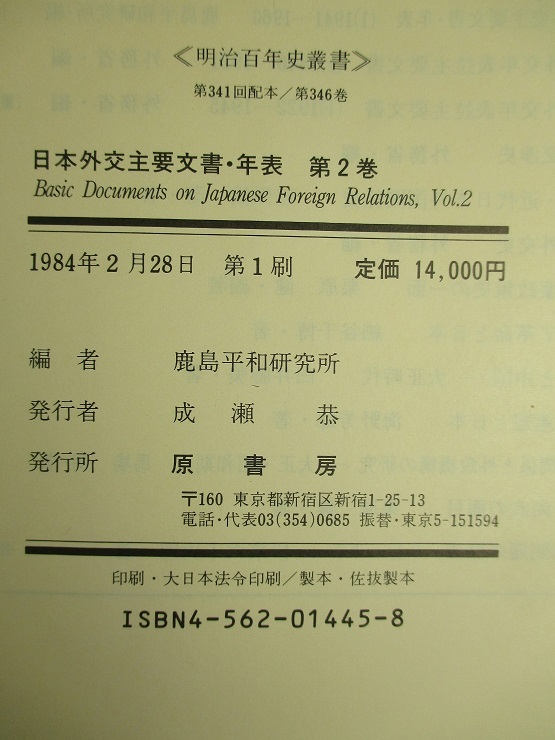 ≪明治百年史叢書≫
第341回配本／第346巻
日本外交主要文書・年表　第2巻
Basic Documents on Japanese Foreign Relations, Vol.2
1984年2月28日　第1刷　定価 14,000円
編者　鹿島平和研究所
発行者　成瀬恭
発行所　原書房
〒160 東京都新宿区新宿1-25-13
電話・代表03(354)0685 振替・東京5-151594
印刷・大日本法令印刷／製本・佐抜製本
ISBN4-562-01445-8